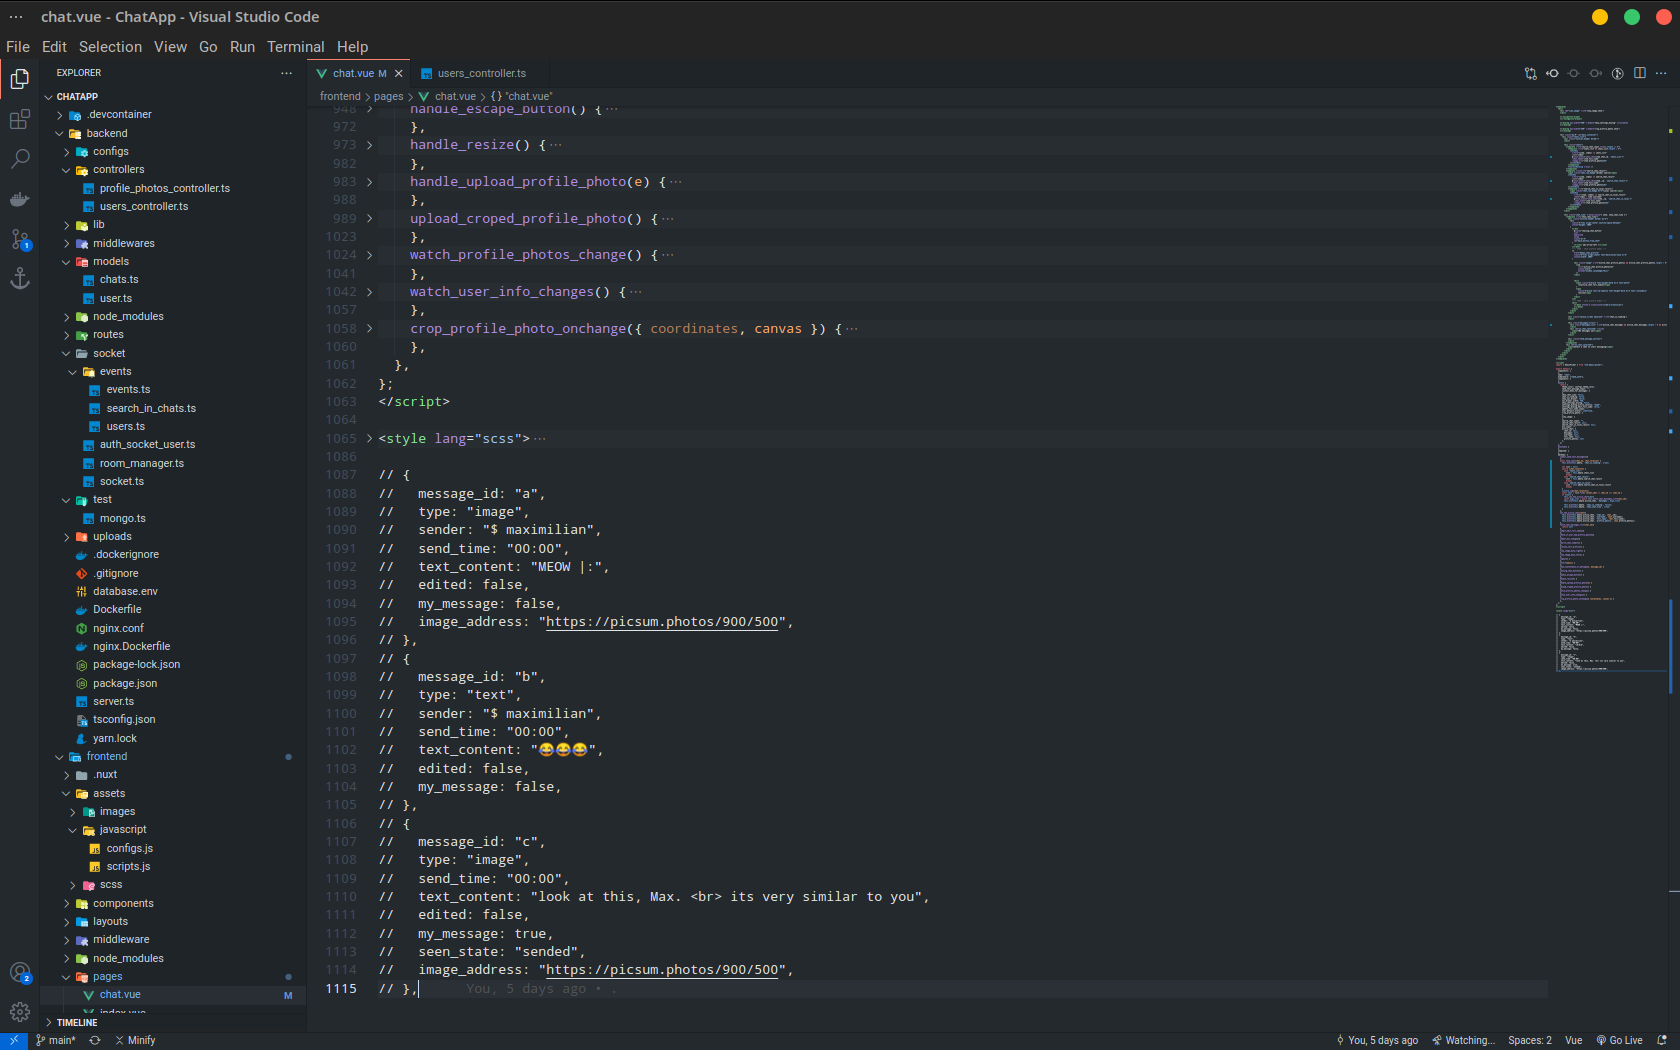 chat.vue - ChatApp - Visual Studio Code
File Edit Selection View Go Run Terminal Help
EXPLORER
CHATAPP
.devcontainer
backend
configs
controllers
profile_photos_controller.ts
users_controller.ts
lib
middlewares
models
chats.ts
user.ts
node_modules
routes
socket
events
events.ts
search_in_chats.ts
users.ts
auth_socket_user.ts
room_manager.ts
socket.ts
test
mongo.ts
uploads
.dockerignore
.gitignore
database.env
Dockerfile
nginx.conf
nginx.Dockerfile
package-lock.json
package.json
server.ts
tsconfig.json
yarn.lock
frontend
.nuxt
assets
images
javascript
configs.js
scripts.js
scss
components
layouts
middleware
node_modules
pages
chat.vue M
index.vue
TIMELINE
chat.vue M
users_controller.ts
frontend > pages > chat.vue > {} "chat.vue"
948 handle_escape_button() {···
972 },
973 handle_resize() {···
982 },
983 handle_upload_profile_photo(e) {···
988 },
989 upload_croped_profile_photo() {···
1023 },
1024 watch_profile_photos_change() {···
1041 },
1042 watch_user_info_changes() {···
1057 },
1058 crop_profile_photo_onchange({ coordinates, canvas }) {···
1060 },
1061 },
1062 };
1063 </script>
1064
1065 <style lang="scss">···
1086
1087 // {
1088 // message_id: "a",
1089 // type: "image",
1090 // sender: "$ maximilian",
1091 // send_time: "00:00",
1092 // text_content: "MEOW |:",
1093 // edited: false,
1094 // my_message: false,
1095 // image_address: "https://picsum.photos/900/500",
1096 // },
1097 // {
1098 // message_id: "b",
1099 // type: "text",
1100 // sender: "$ maximilian",
1101 // send_time: "00:00",
1102 // text_content: "😂😂😂",
1103 // edited: false,
1104 // my_message: false,
1105 // },
1106 // {
1107 // message_id: "c",
1108 // type: "image",
1109 // send_time: "00:00",
1110 // text_content: "look at this, Max. <br> its very similar to you",
1111 // edited: false,
1112 // my_message: true,
1113 // seen_state: "sended",
1114 // image_address: "https://picsum.photos/900/500",
1115 // }, You, 5 days ago • .
1
2
main* Minify
You, 5 days ago Watching... Spaces: 2 Vue Go Live